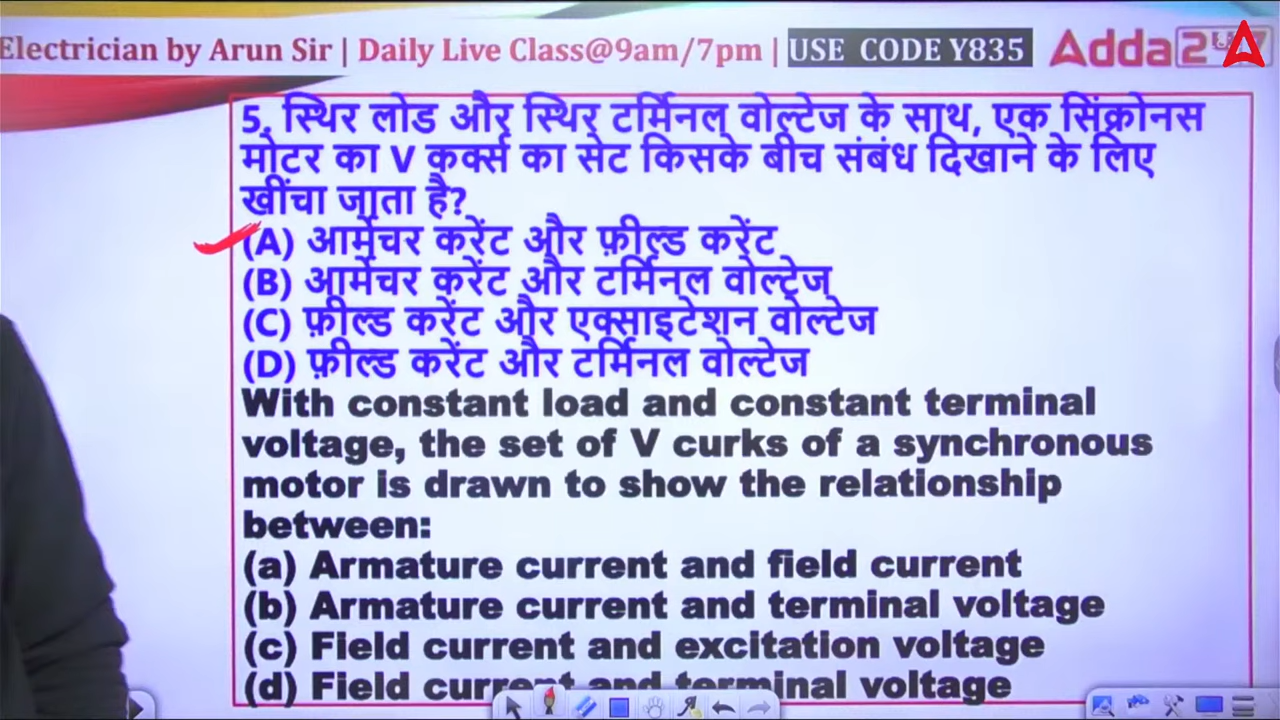 Electrician by Arun Sir | Daily Live Class@9am/7pm | USE CODE Y835 Adda2
5. स्थिर लोड और स्थिर टर्मिनल वोल्टेज के साथ, एक सिंक्रोनस
मोटर का V कर्क्स का सेट किसके बीच संबंध दिखाने के लिए
खींचा जाता है?
(A) आर्मेचर करेंट और फ़ील्ड करेंट
(B) आर्मेचर करेंट और टर्मिनल वोल्टेज
(C) फ़ील्ड करेंट और एक्साइटेशन वोल्टेज
(D) फ़ील्ड करेंट और टर्मिनल वोल्टेज
With constant load and constant terminal
voltage, the set of V curks of a synchronous
motor is drawn to show the relationship
between:
(a) Armature current and field current
(b) Armature current and terminal voltage
(c) Field current and excitation voltage
(d) Field current and terminal voltage